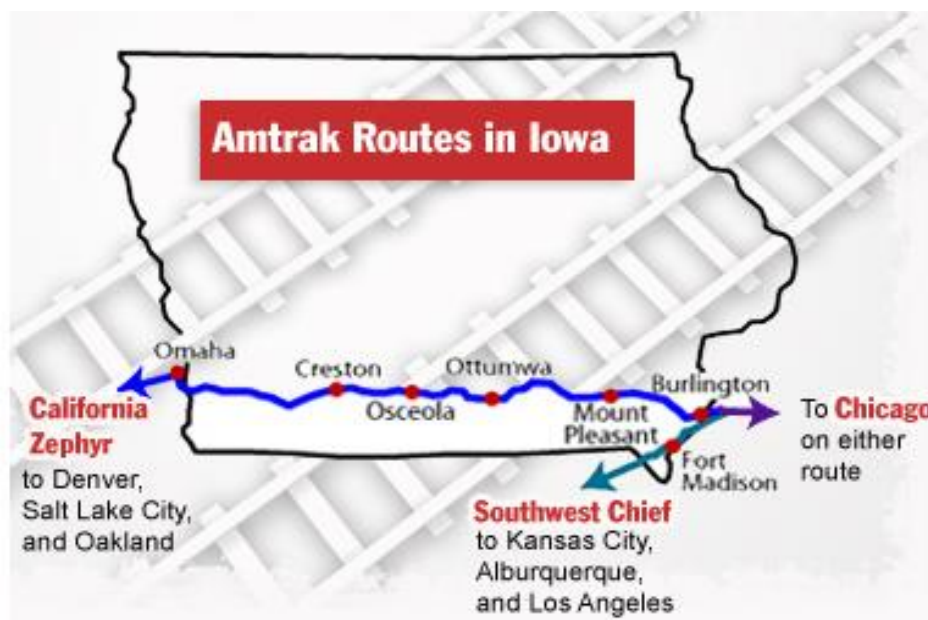 Amtrak Routes in Iowa
Omaha
Creston
Osceola
Ottumwa
Mount
Pleasant
Burlington
Fort
Madison
California
Zephyr
to Denver,
Salt Lake City,
and Oakland
Southwest Chief
to Kansas City,
Alburquerque,
and Los Angeles
To Chicago
on either
route